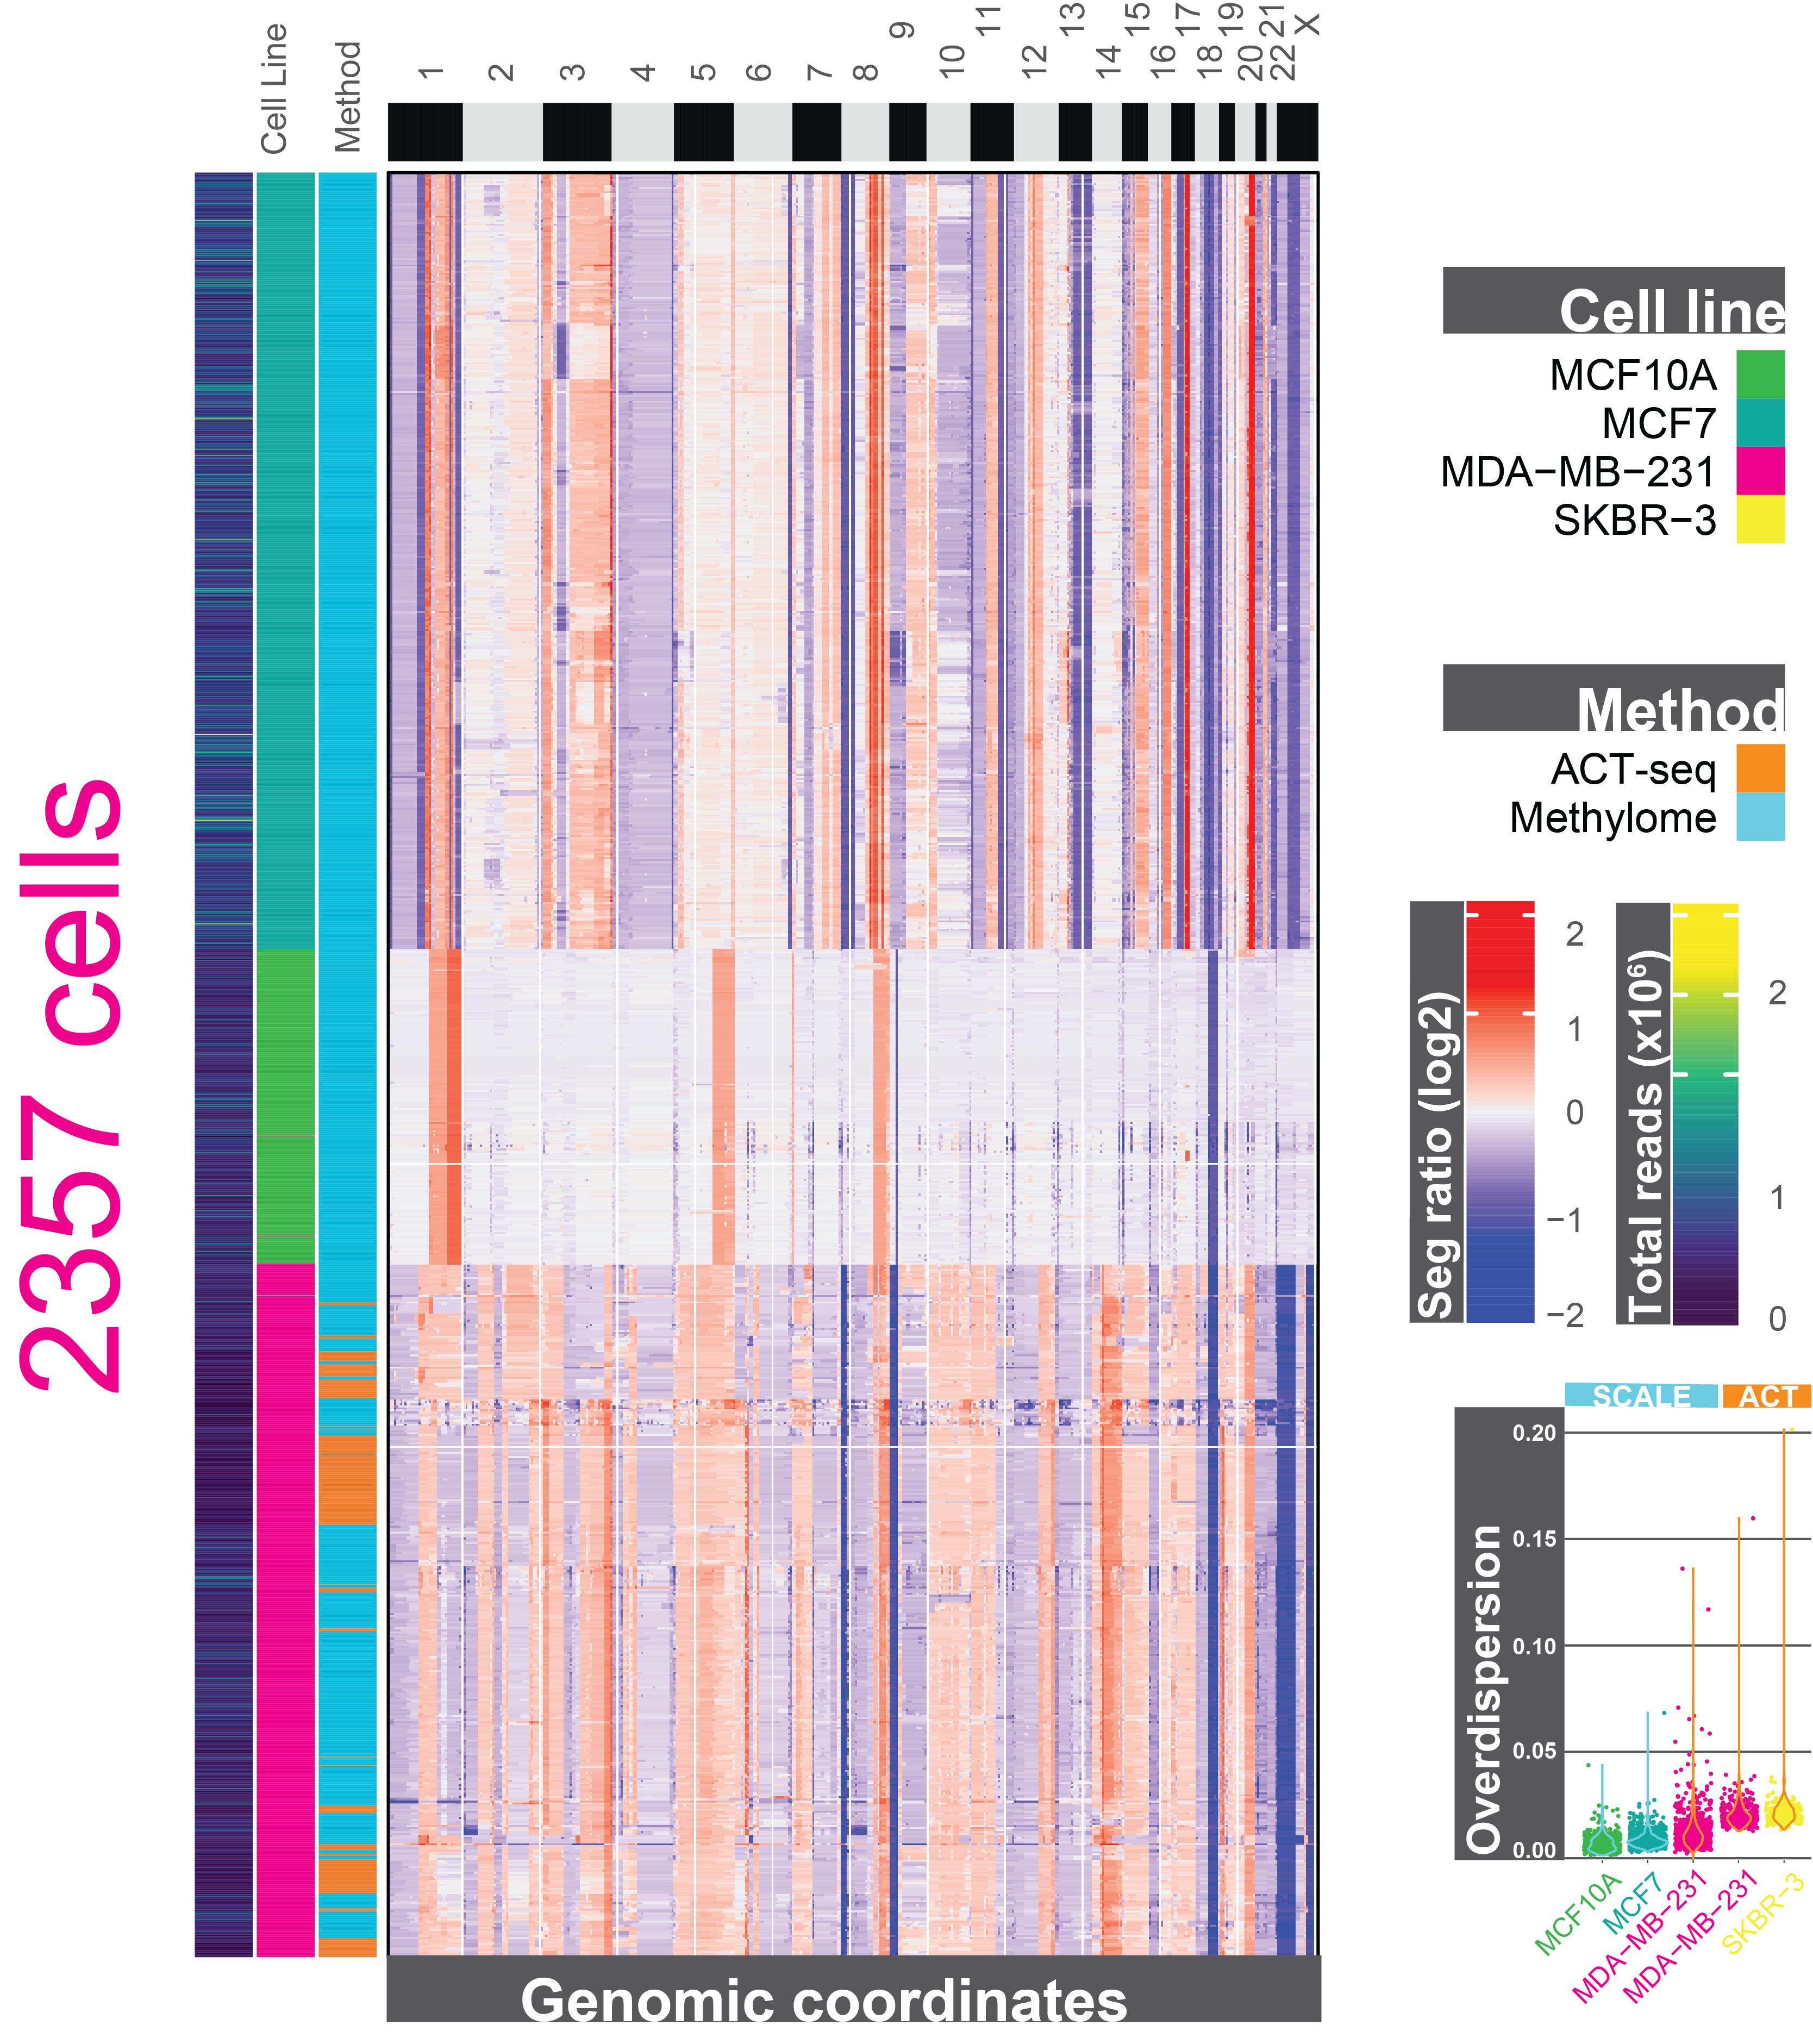 Cell Line
Method
1
2
3
4
5
6
7
8
9
10
11
12
13
14
15
16
17
18
19
20
21
22
X
2357 cells
Genomic coordinates
Cell line
MCF10A
MCF7
MDA−MB−231
SKBR−3
Method
ACT-seq
Methylome
Seg ratio (log2)
2
1
0
−1
−2
Total reads (x10⁶)
2
1
0
SCALE
ACT
Overdispersion
0.20
0.15
0.10
0.05
0.00
MCF10A
MCF7
MDA−MB−231
MDA−MB−231
SKBR−3